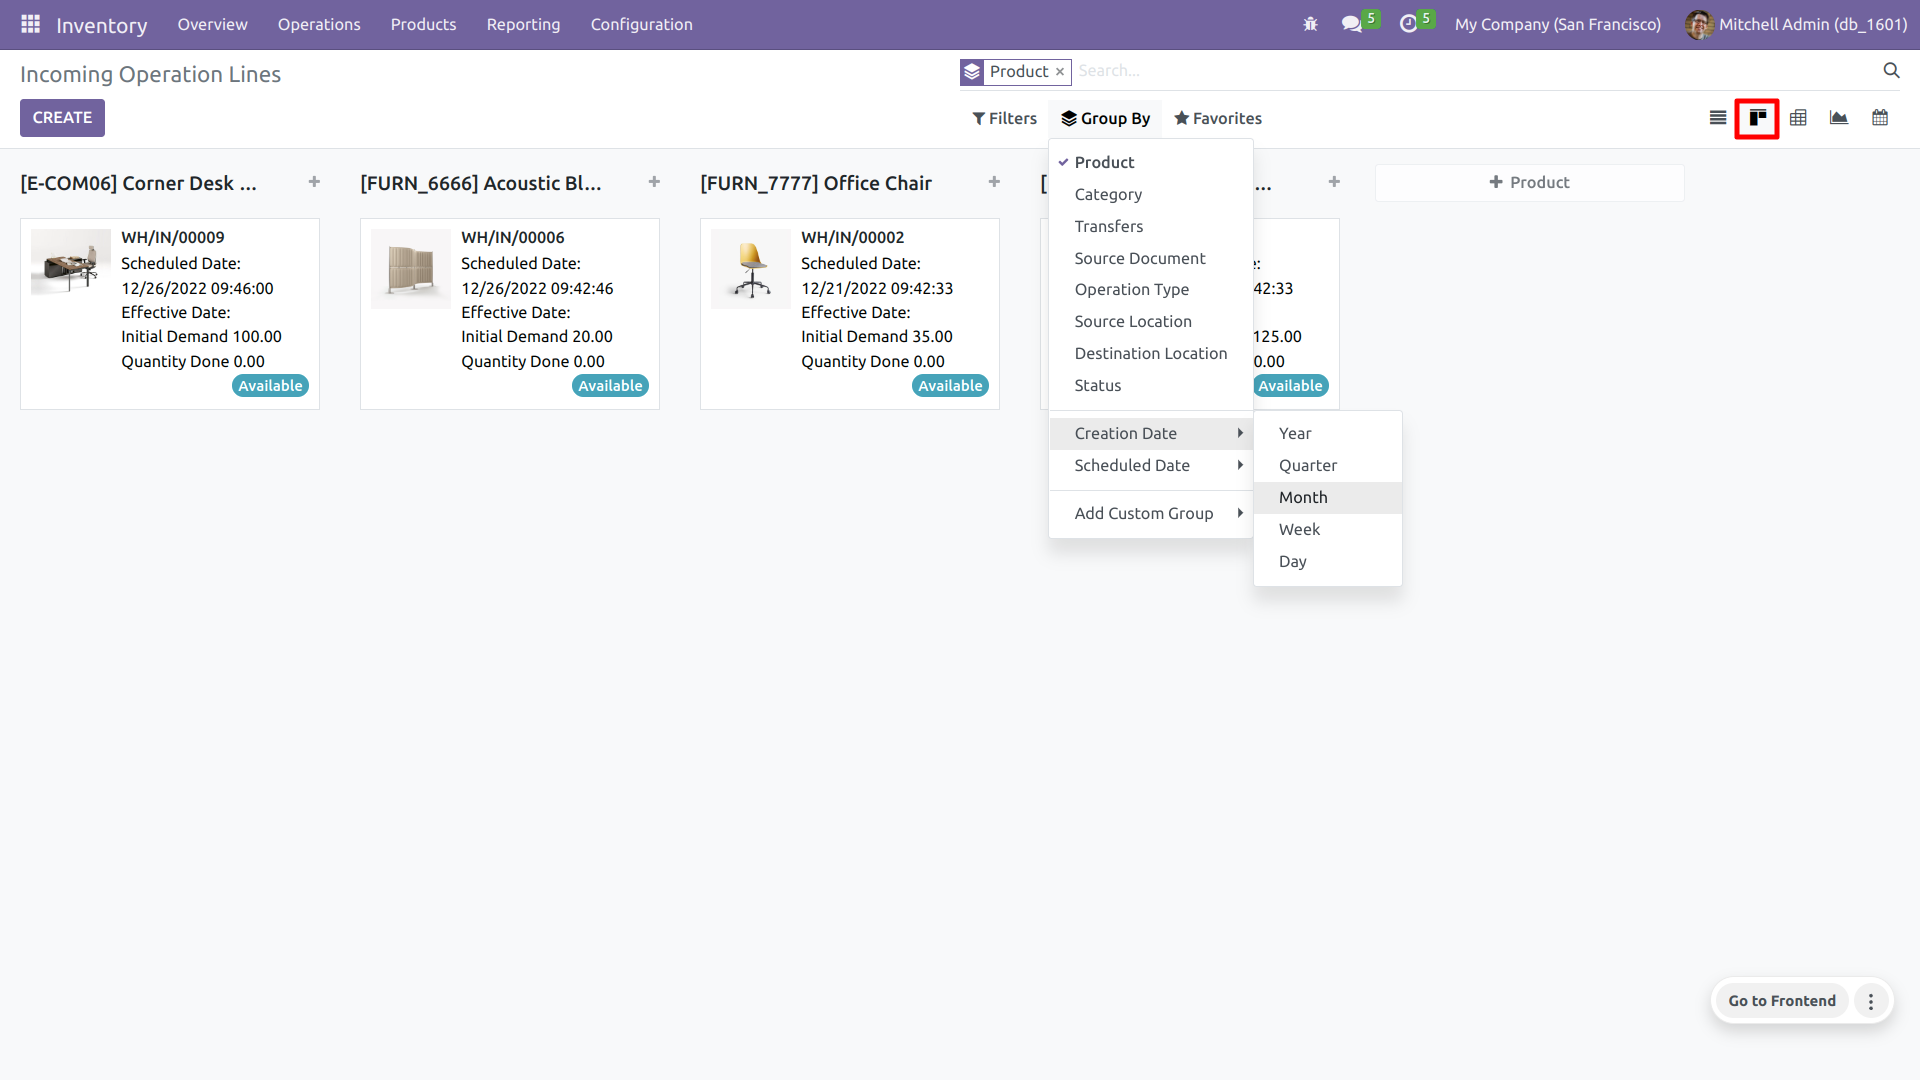 Inventory Overview Operations Products Reporting Configuration 5 5 My Company (San Francisco) Mitchell Admin (db_1601)
Incoming Operation Lines
Product × Search...
CREATE
Filters Group By Favorites
[E-COM06] Corner Desk ... +
[FURN_6666] Acoustic Bl... +
[FURN_7777] Office Chair +
[ ... +
+ Product
WH/IN/00009
Scheduled Date:
12/26/2022 09:46:00
Effective Date:
Initial Demand 100.00
Quantity Done 0.00
Available
WH/IN/00006
Scheduled Date:
12/26/2022 09:42:46
Effective Date:
Initial Demand 20.00
Quantity Done 0.00
Available
WH/IN/00002
Scheduled Date:
12/21/2022 09:42:33
Effective Date:
Initial Demand 35.00
Quantity Done 0.00
Available
:
42:33
125.00
0.00
Available
Product
Category
Transfers
Source Document
Operation Type
Source Location
Destination Location
Status
Creation Date
Scheduled Date
Add Custom Group
Year
Quarter
Month
Week
Day
Go to Frontend